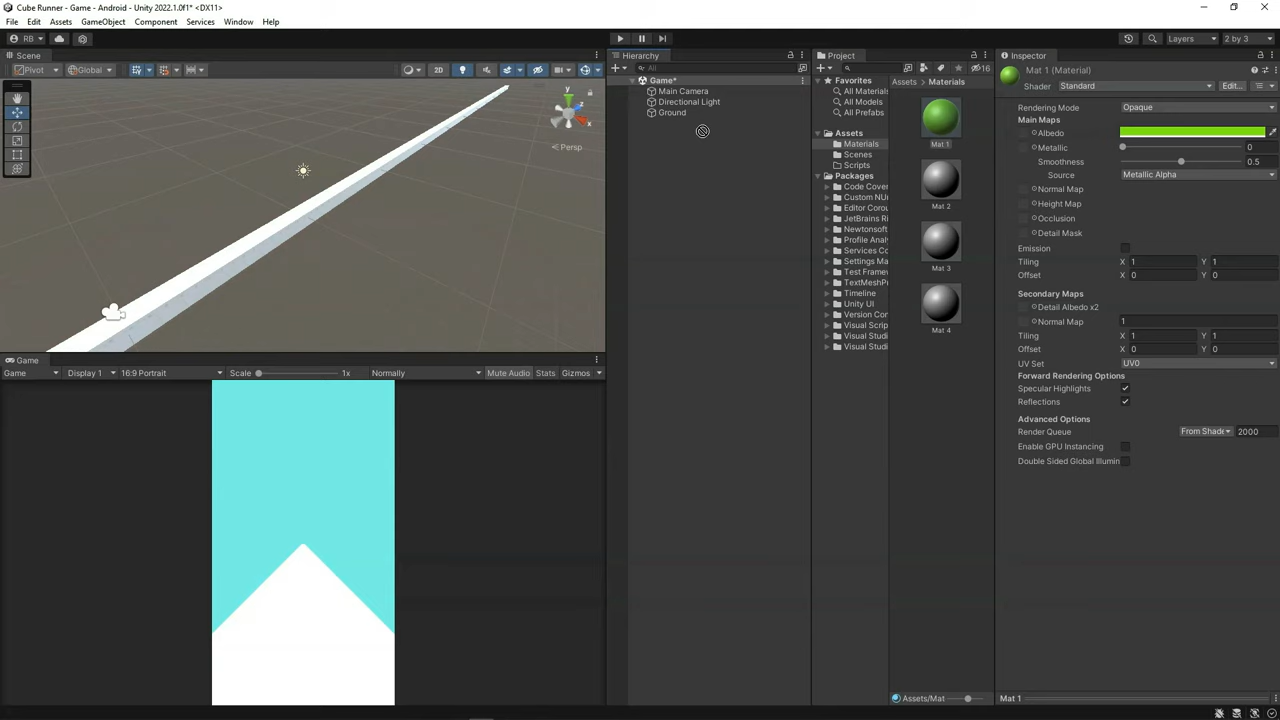 Cube Runner - Game - Android - Unity 2022.1.0f1* <DX11>
File Edit Assets GameObject Component Services Window Help
RB Layers 2 by 3
Scene
Pivot Global 2D
y
x
z
Persp
Game
Game Display 1 16:9 Portrait Scale 1x Normally Mute Audio Stats Gizmos
Hierarchy
All
Game*
Main Camera
Directional Light
Ground
Project
16
Favorites
All Materials
All Models
All Prefabs
Assets
Materials
Scenes
Scripts
Packages
Code Cove
Custom NU
Editor Corou
JetBrains Ri
Newtonsoft
Profile Analy
Services Co
Settings Ma
Test Framew
TextMeshPr
Timeline
Unity UI
Version Con
Visual Scrip
Visual Studi
Visual Studi
Assets Materials
Mat 1
Mat 2
Mat 3
Mat 4
Assets/Mat
Inspector
Mat 1 (Material)
Shader Standard Edit...
Rendering Mode Opaque
Main Maps
Albedo
Metallic 0
Smoothness 0.5
Source Metallic Alpha
Normal Map
Height Map
Occlusion
Detail Mask
Emission
Tiling X 1 Y 1
Offset X 0 Y 0
Secondary Maps
Detail Albedo x2
Normal Map 1
Tiling X 1 Y 1
Offset X 0 Y 0
UV Set UV0
Forward Rendering Options
Specular Highlights
Reflections
Advanced Options
Render Queue From Shade 2000
Enable GPU Instancing
Double Sided Global Illumin
Mat 1